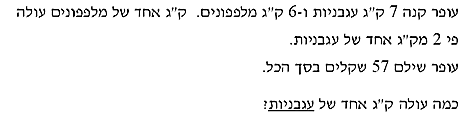 עופר קנה 7 ק"ג עגבניות ו-6 ק"ג מלפפונים. ק"ג אחד של מלפפונים עולה
פי 2 מק"ג אחד של עגבניות.
עופר שילם 57 שקלים בסך הכל.
כמה עולה ק"ג אחד של עגבניות?